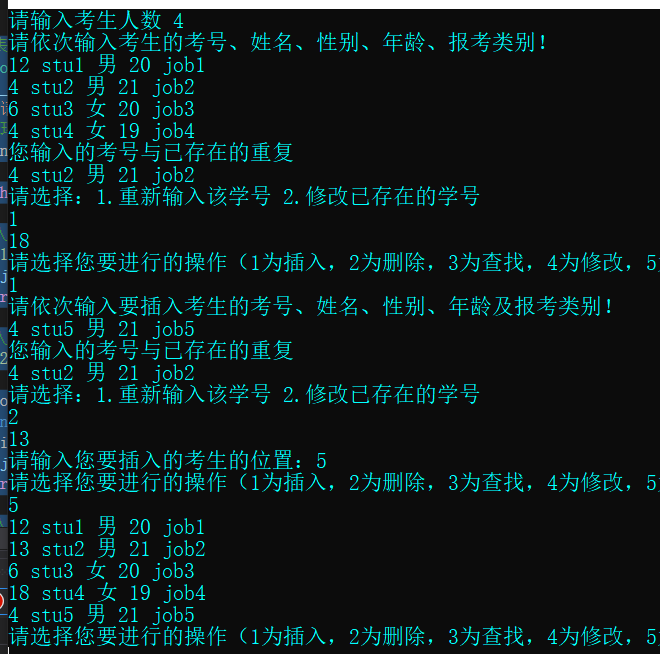 请输入考生人数 4
请依次输入考生的考号、姓名、性别、年龄、报考类别!
12 stu1 男 20 job1
4 stu2 男 21 job2
6 stu3 女 20 job3
4 stu4 女 19 job4
您输入的考号与已存在的重复
4 stu2 男 21 job2
请选择：1.重新输入该学号 2.修改已存在的学号
1
18
请选择您要进行的操作（1为插入，2为删除，3为查找，4为修改，5
1
请依次输入要插入考生的考号、姓名、性别、年龄及报考类别!
4 stu5 男 21 job5
您输入的考号与已存在的重复
4 stu2 男 21 job2
请选择：1.重新输入该学号 2.修改已存在的学号
2
13
请输入您要插入的考生的位置：5
请选择您要进行的操作（1为插入，2为删除，3为查找，4为修改，5
5
12 stu1 男 20 job1
13 stu2 男 21 job2
6 stu3 女 20 job3
18 stu4 女 19 job4
4 stu5 男 21 job5
请选择您要进行的操作（1为插入，2为删除，3为查找，4为修改，5